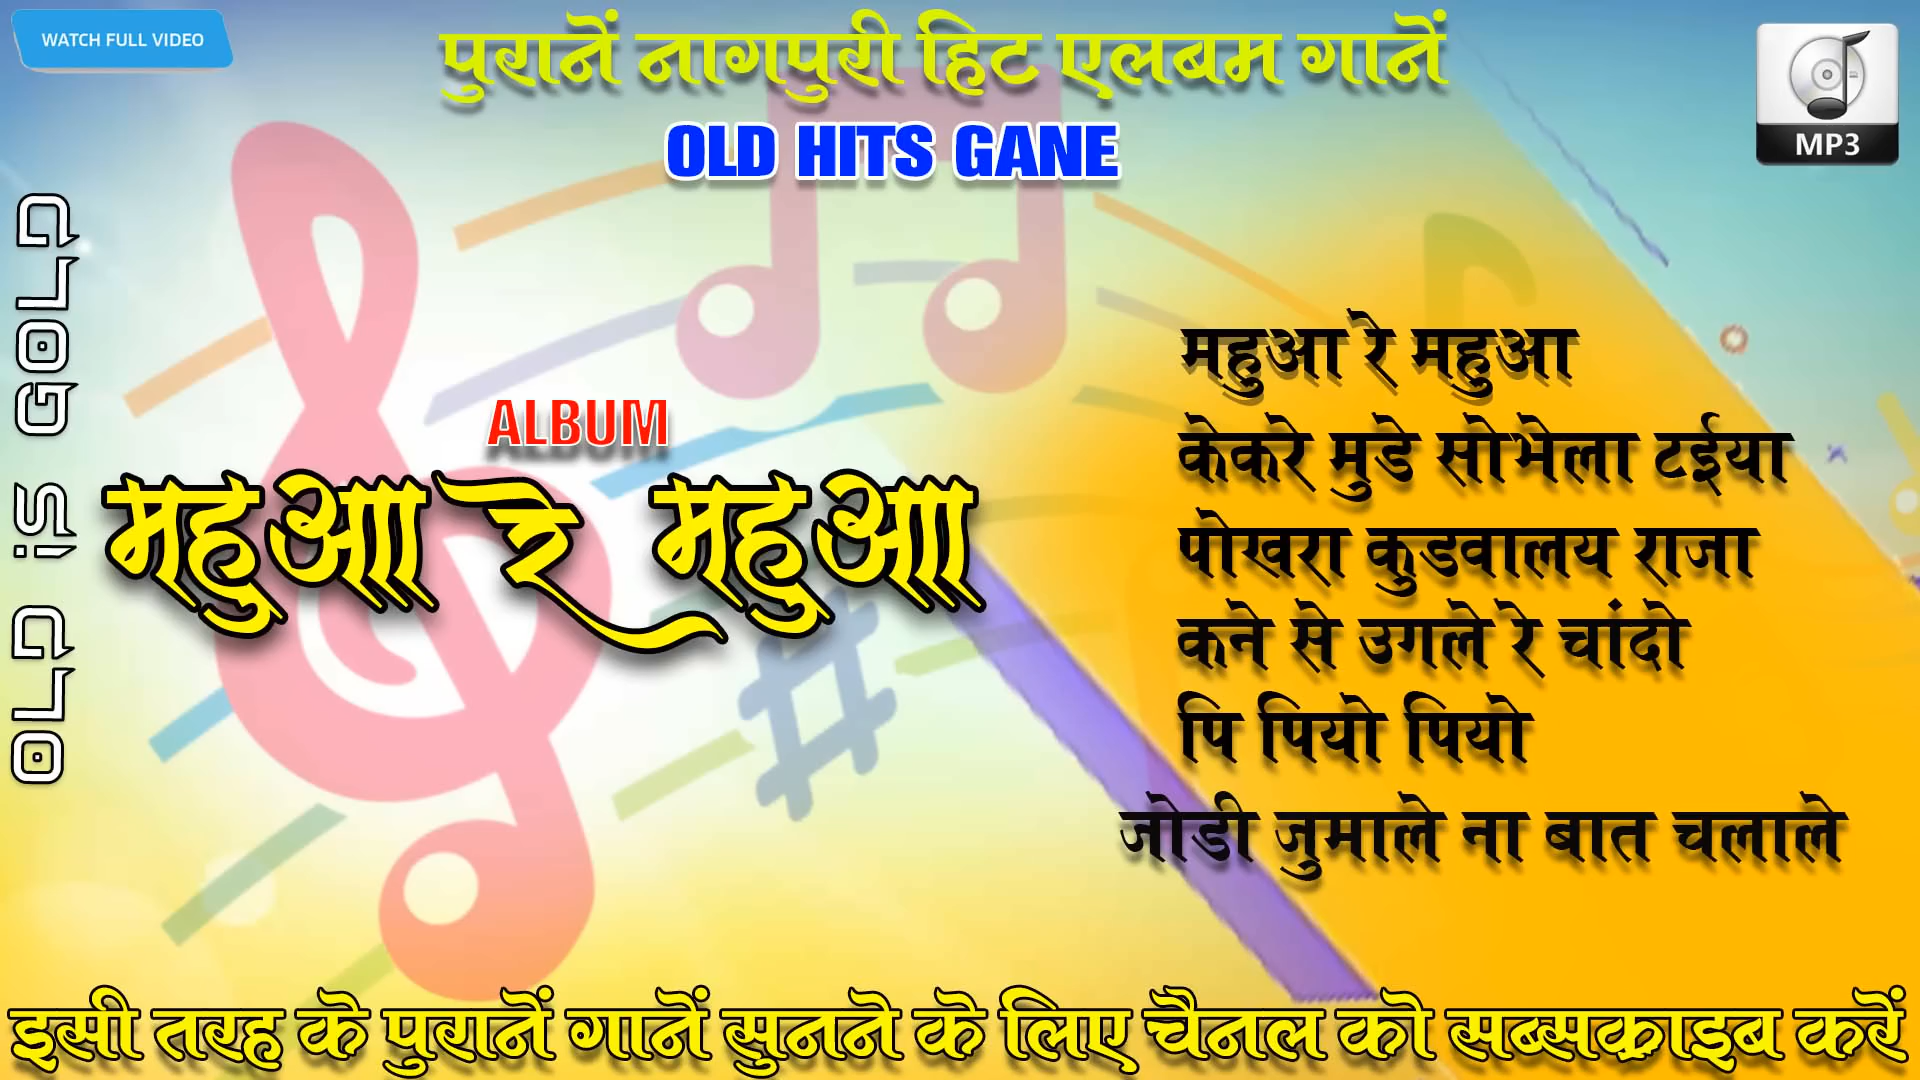 WATCH FULL VIDEO
पुरानें नागपुरी हिट एलबम गानें
OLD HITS GANE
MP3
OLD IS GOLD
ALBUM
महुआ रे महुआ
महुआ रे महुआ
केकरे मुडे सोभेला टईया
पोखरा कुडवालय राजा
कने से उगले रे चांदो
पि पियो पियो
जोडी जुमाले ना बात चलाले
इसी तरह के पुरानें गानें सुनने के लिए चैनल को सब्सक्राइब करें